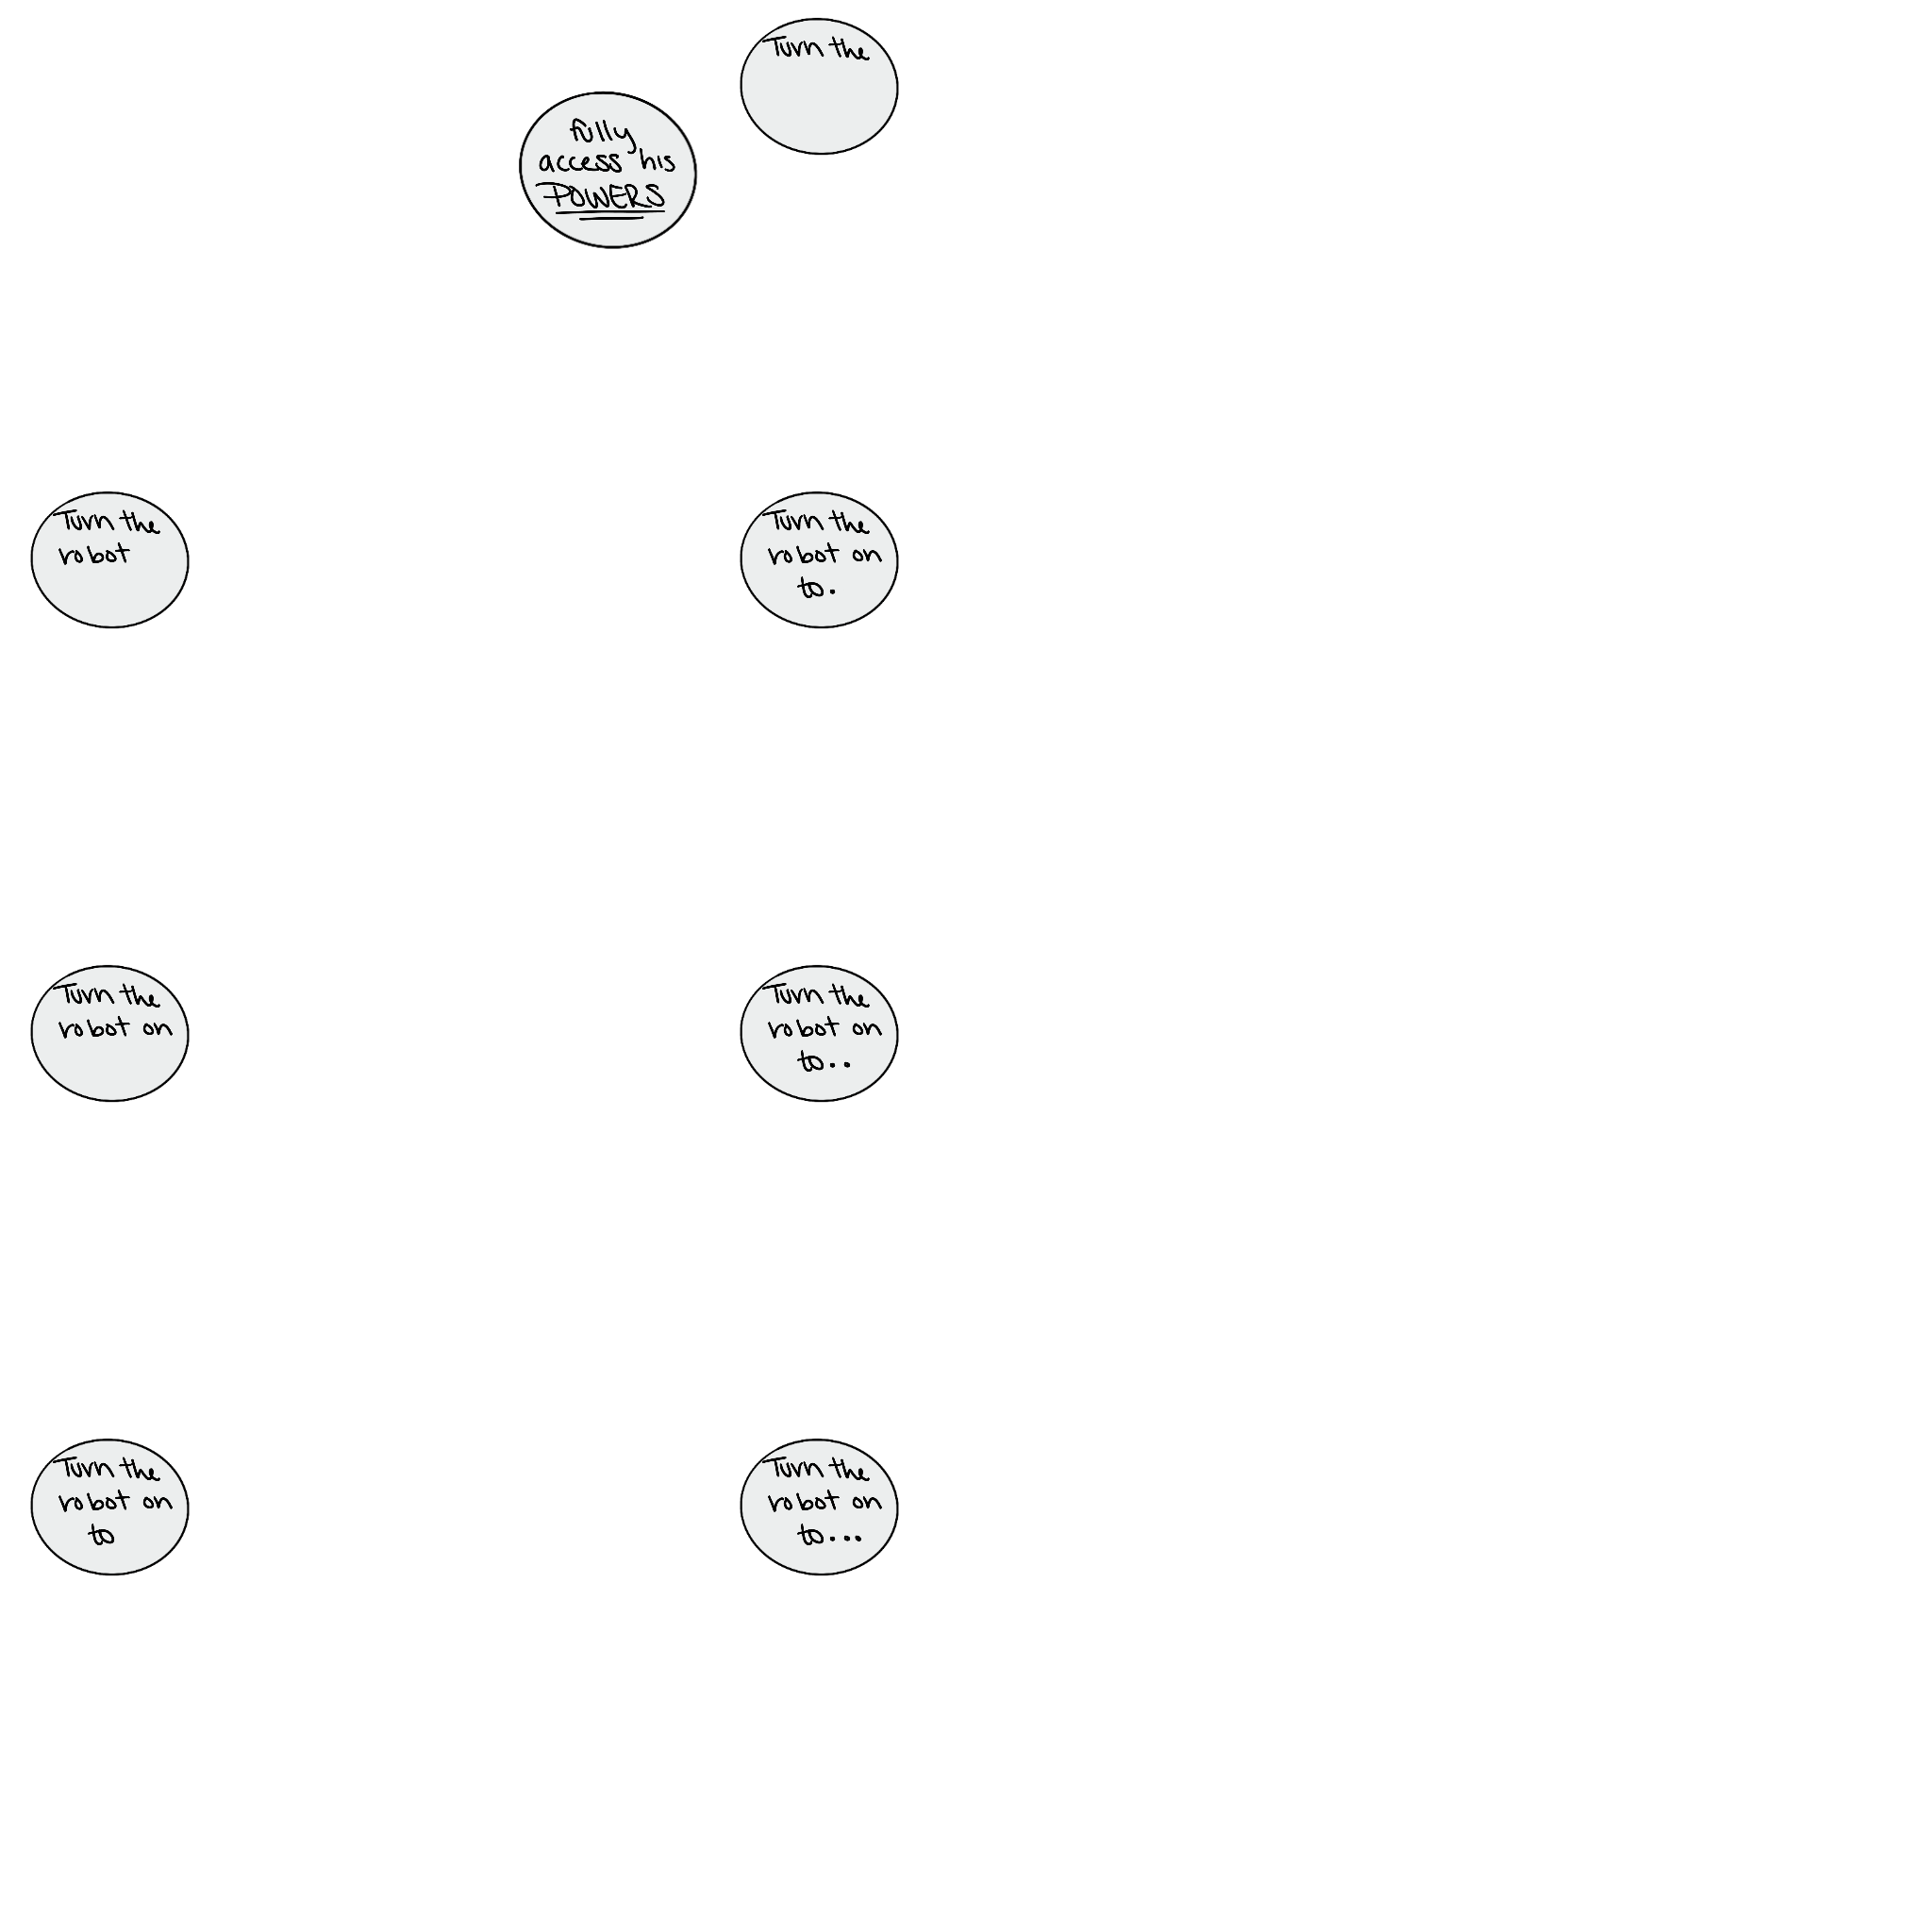 Turn the
fully
access his
POWERS
Turn the
robot
Turn the
robot on
to.
Turn the
robot on
Turn the
robot on
to..
Turn the
robot on
to
Turn the
robot on
to...